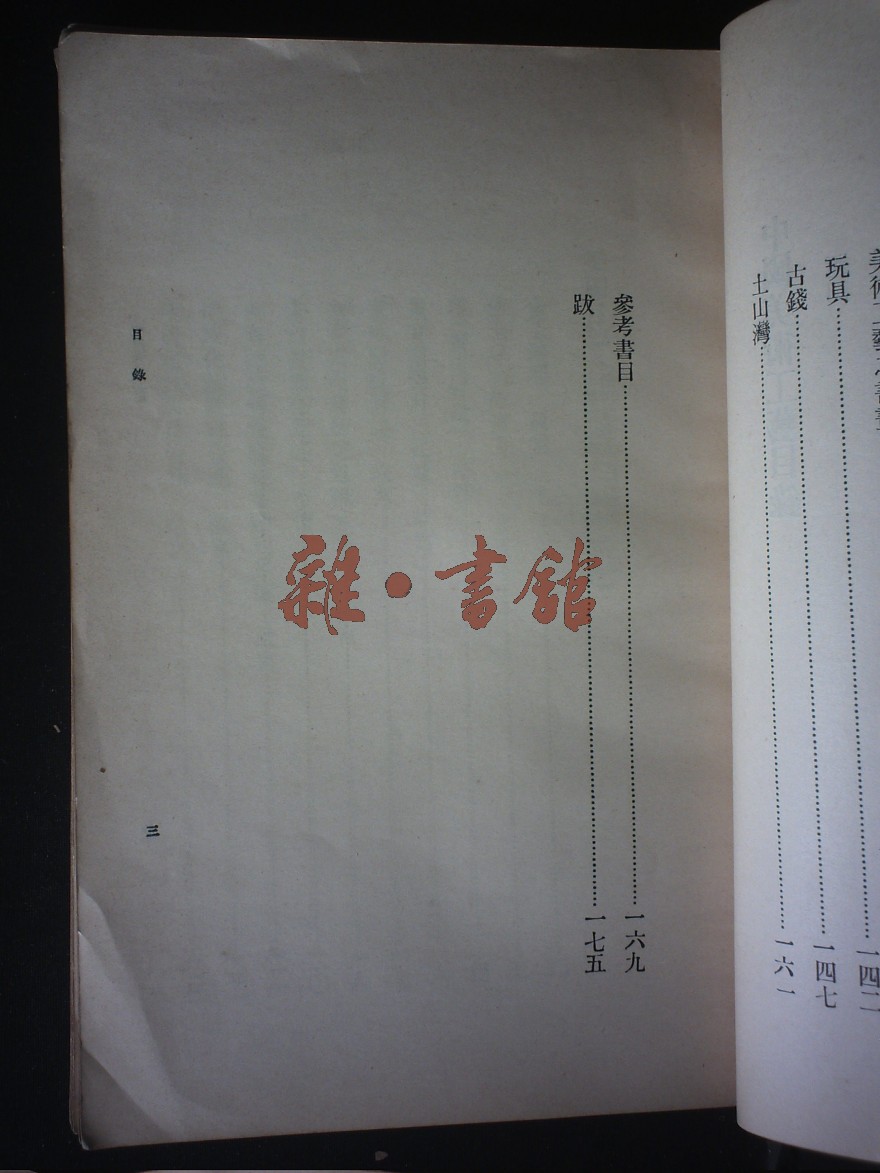 玩具⋯⋯一四二
古錢⋯⋯一四七
土山灣⋯⋯一六一
參考書目⋯⋯一六九
跋⋯⋯一七五
目錄
三
雜·書館